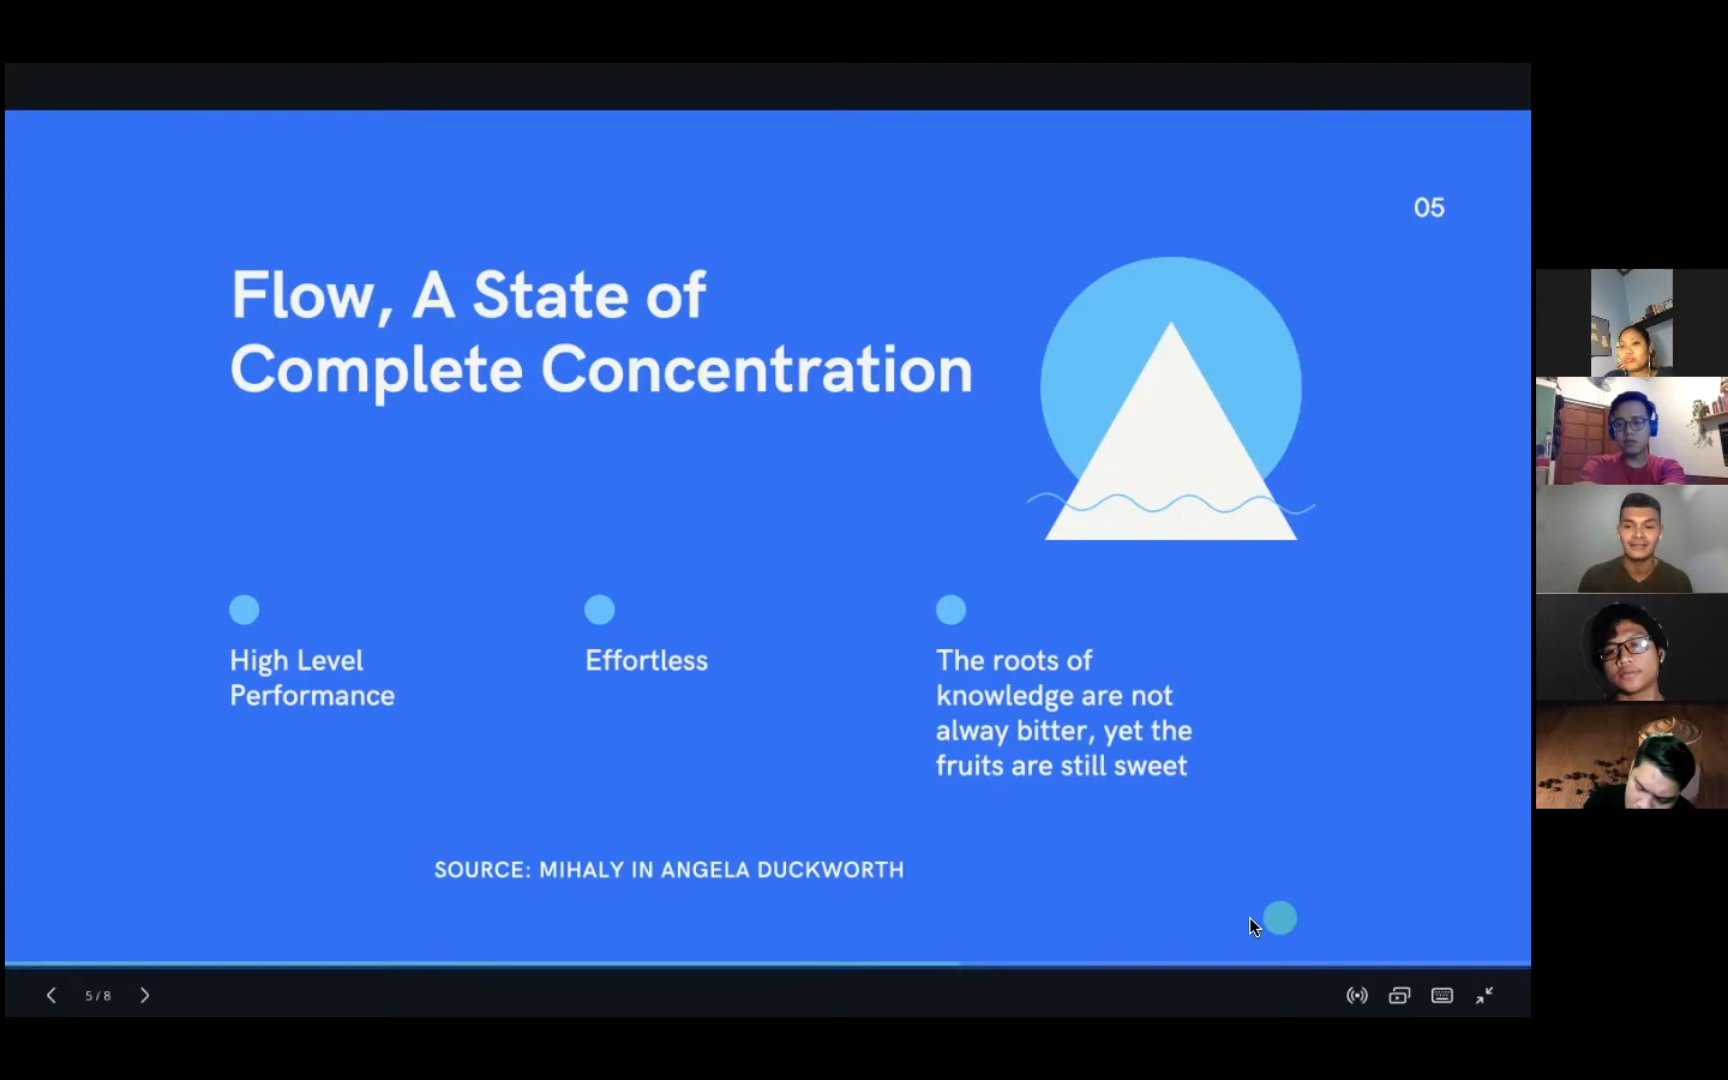 05
Flow, A State of
Complete Concentration
High Level
Performance
Effortless
The roots of
knowledge are not
alway bitter, yet the
fruits are still sweet
SOURCE: MIHALY IN ANGELA DUCKWORTH
5/8